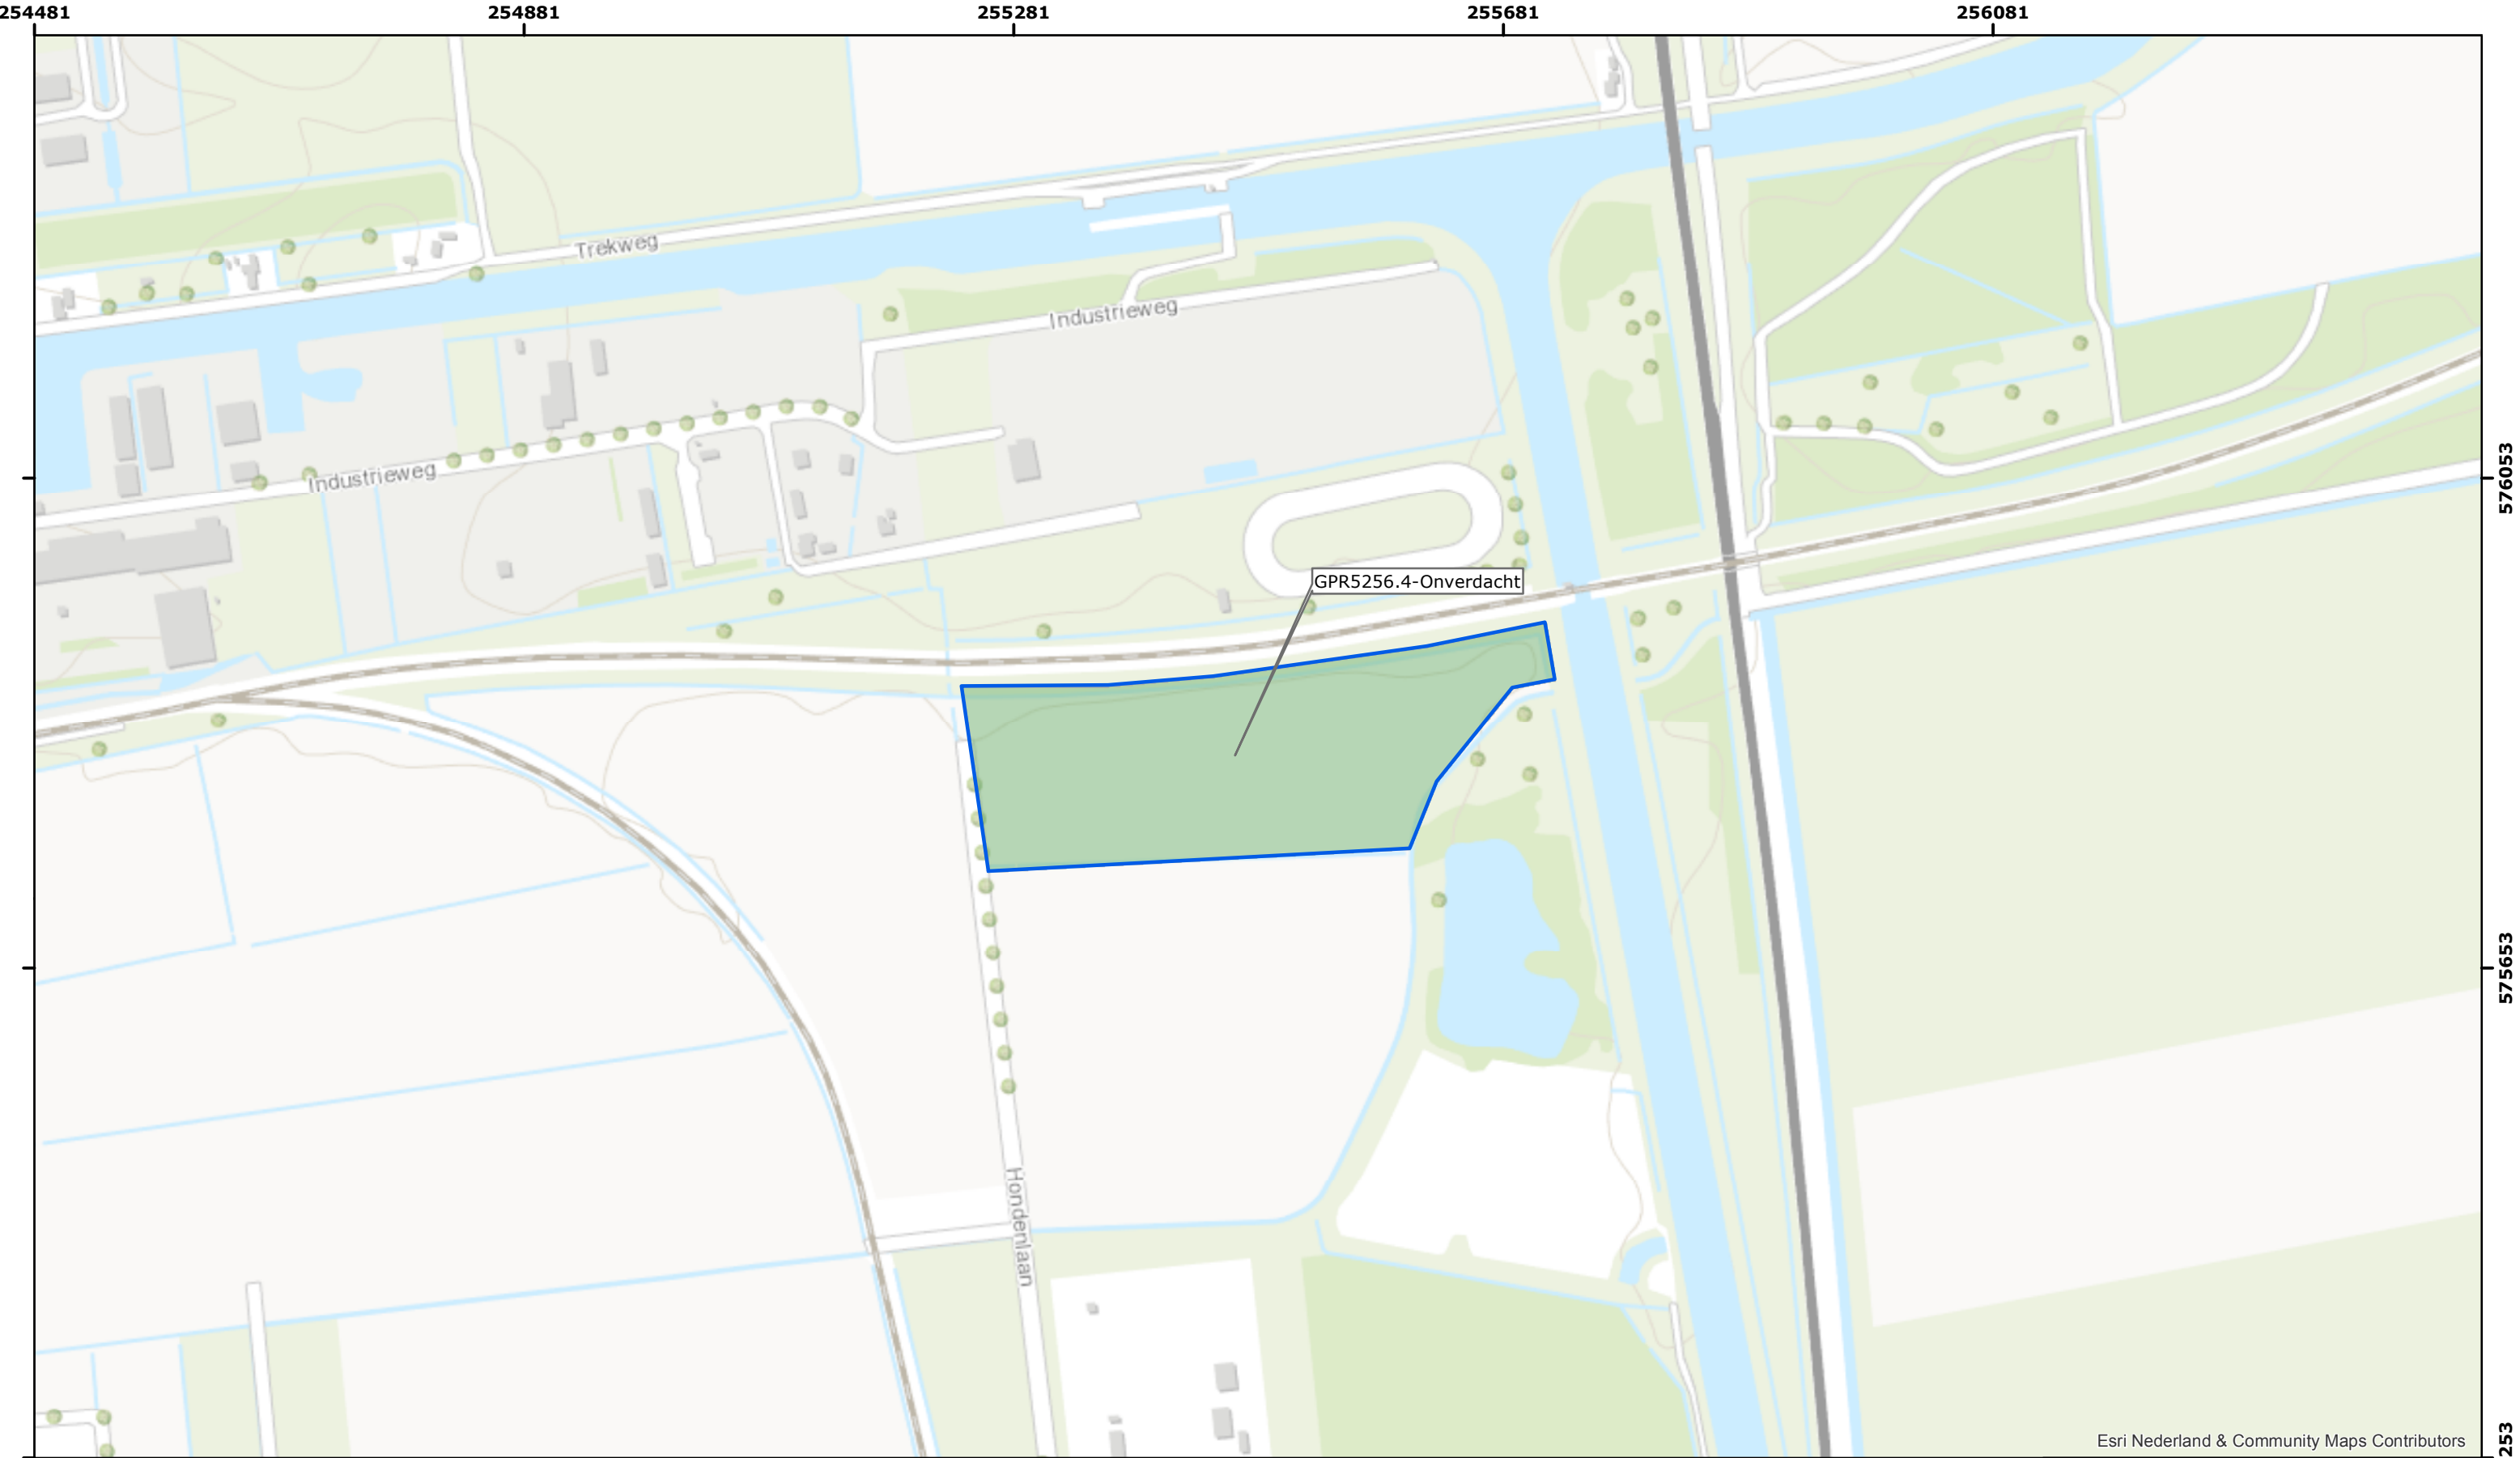 254481 254881 255281 255681 256081
Trekweg
Industrieweg
Industrieweg
576053
GPR5256.4-Onverdacht
575653
Hondenlaan
253
Esri Nederland & Community Maps Contributors